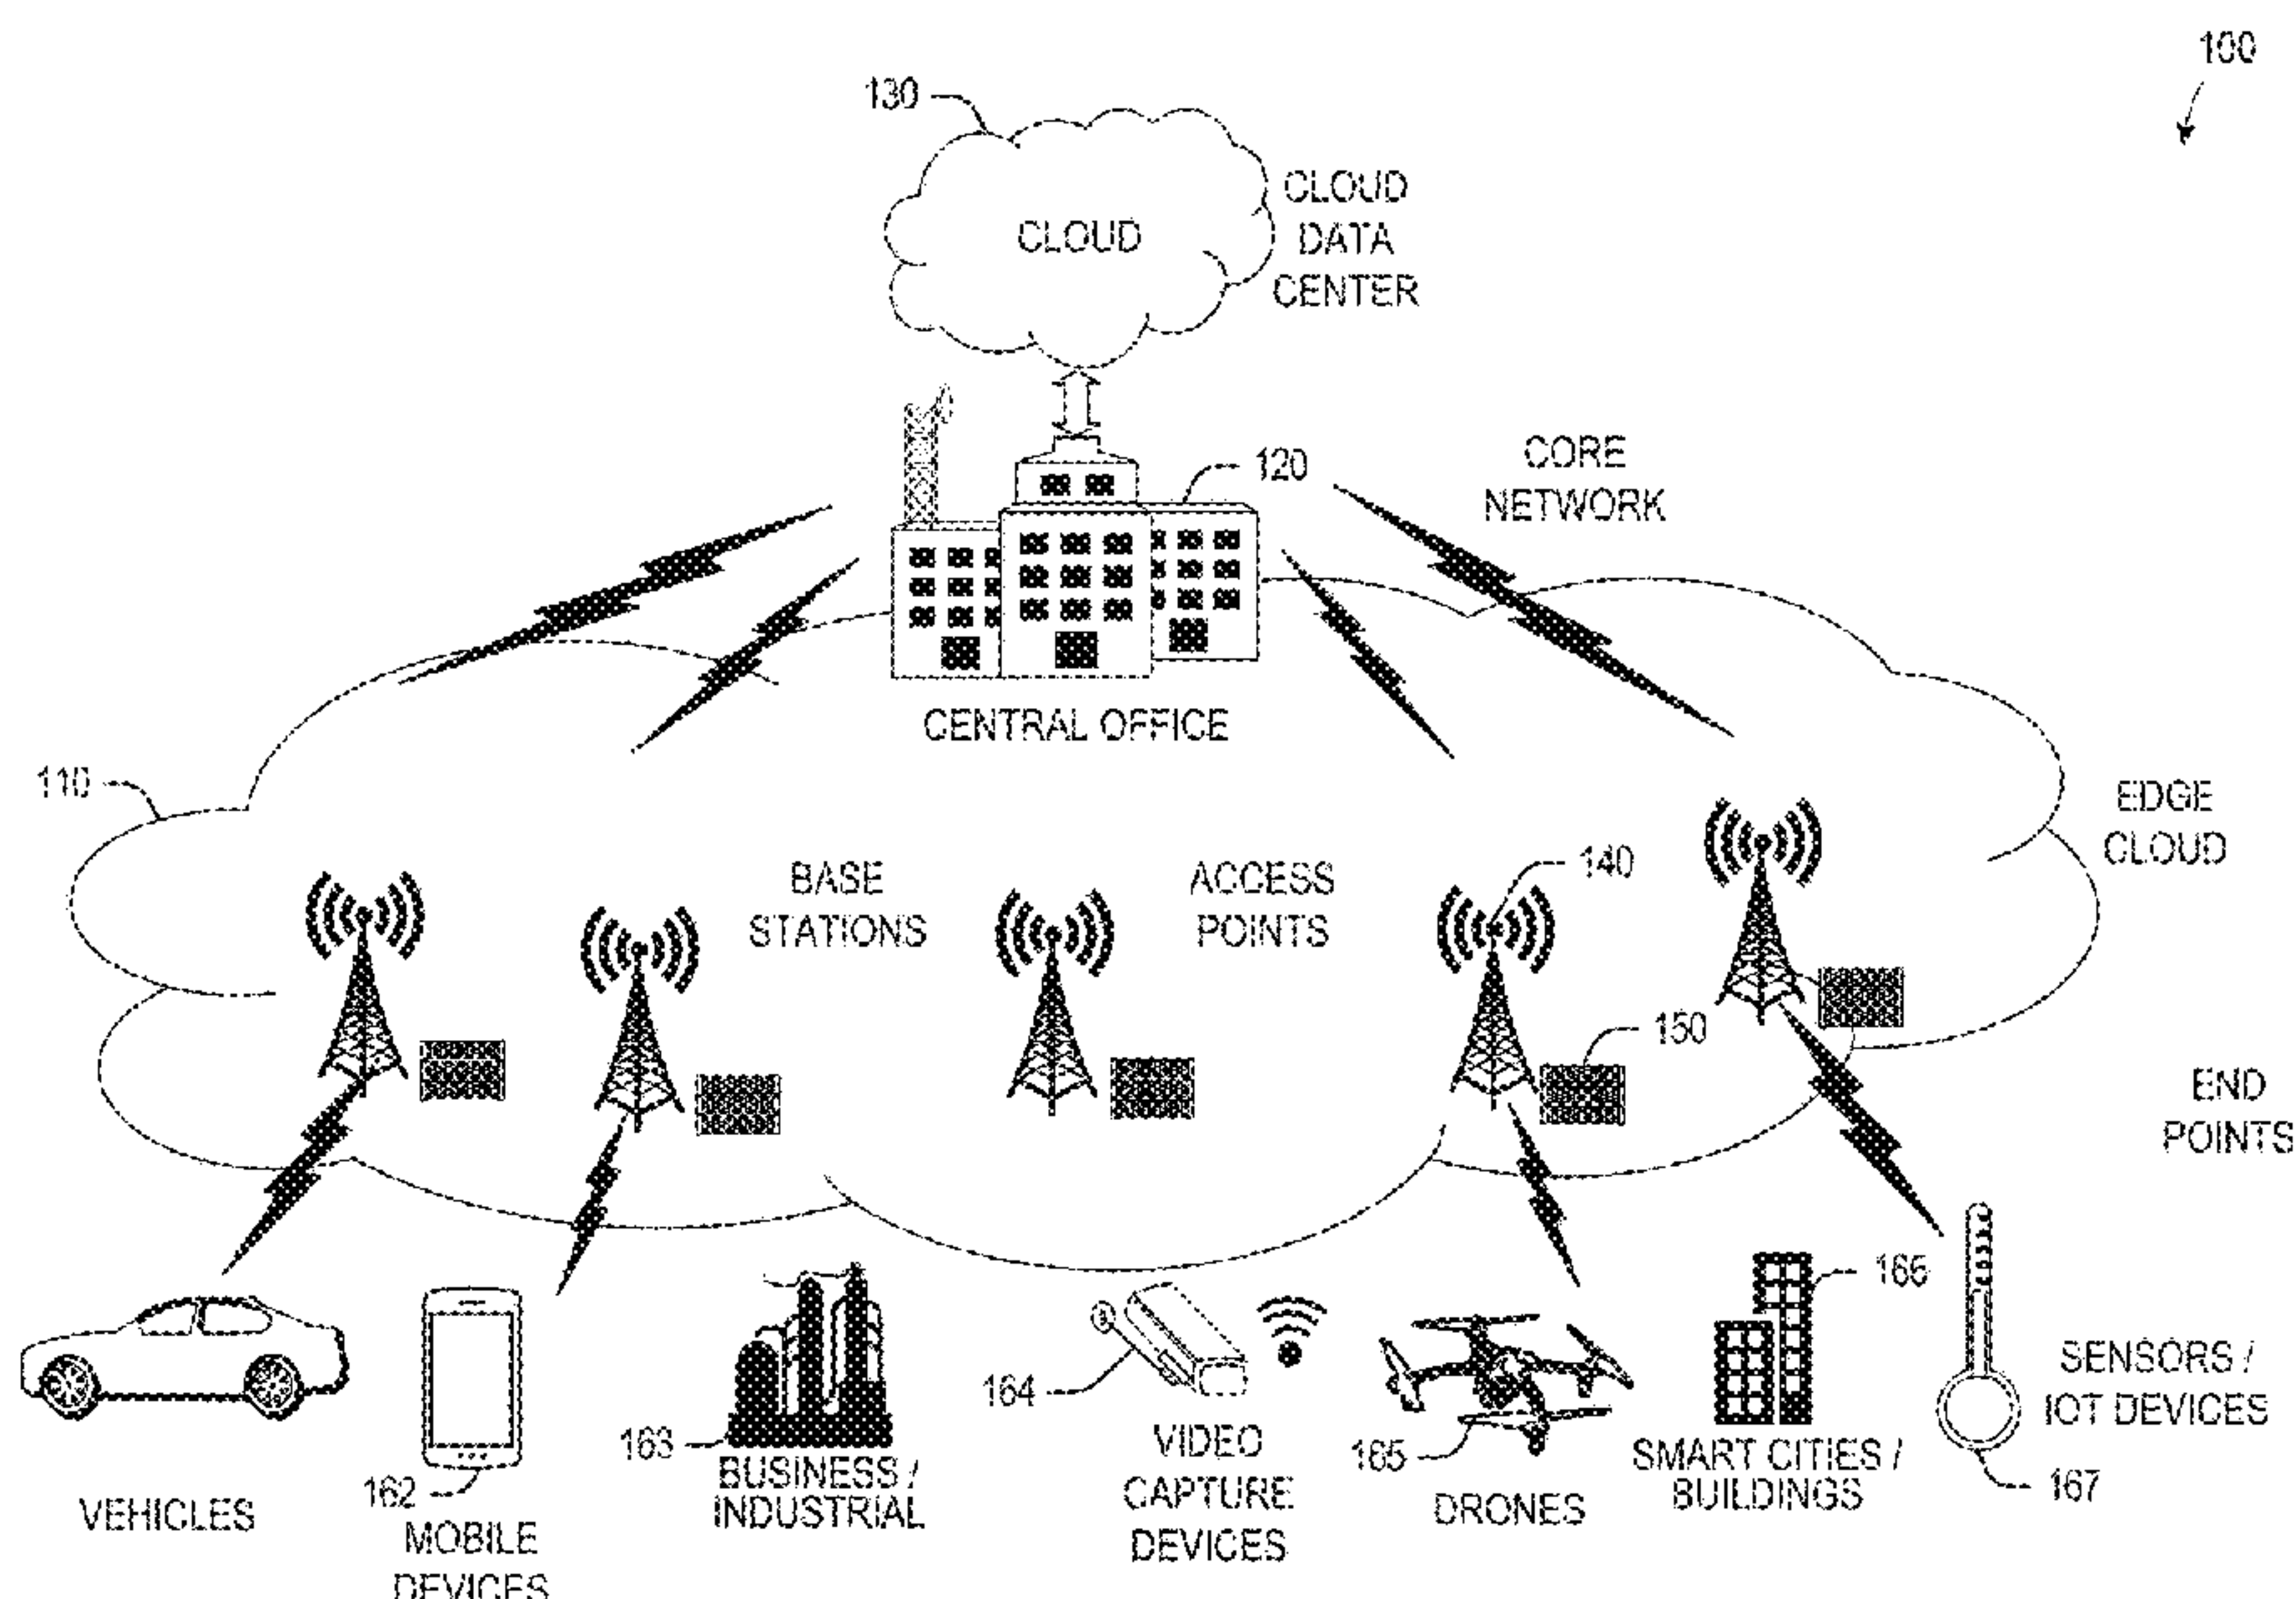 100
130
CLOUD
CLOUD
DATA
CENTER
120
CORE
NETWORK
CENTRAL OFFICE
110
EDGE
CLOUD
BASE
STATIONS
ACCESS
POINTS
140
150
END
POINTS
166
164
163
165
167
162
VEHICLES
MOBILE
DEVICES
BUSINESS /
INDUSTRIAL
VIDEO
CAPTURE
DEVICES
DRONES
SMART CITIES /
BUILDINGS
SENSORS /
IOT DEVICES